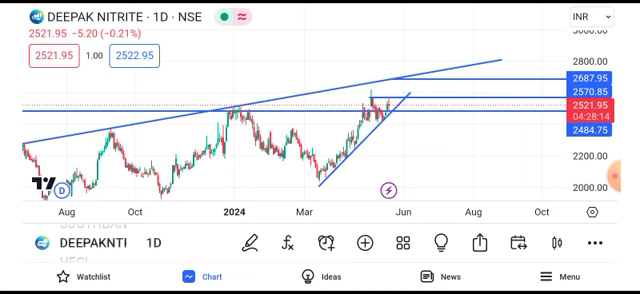 DEEPAK NITRITE · 1D · NSE
INR
2521.95 −5.20 (−0.21%)
2521.95 1.00 2522.95
2800.00
2687.95
2570.85
2521.95
04:28:14
2484.75
2200.00
2000.00
D
Aug Oct 2024 Mar Jun Aug Oct
DEEPAKNTI 1D
Watchlist Chart Ideas News Menu